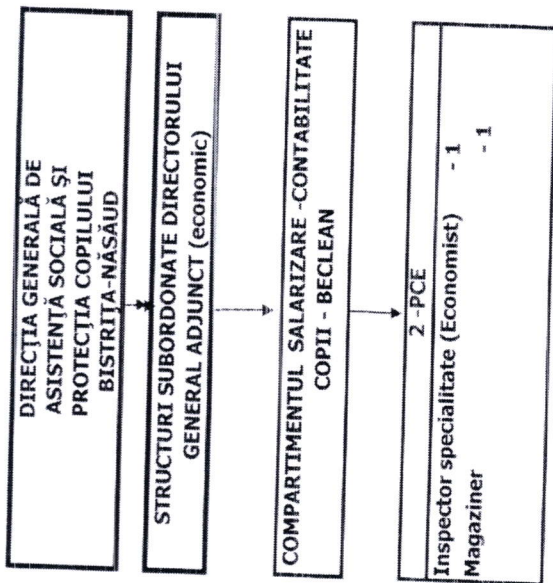 DIRECȚIA GENERALĂ DE
ASISTENȚĂ SOCIALĂ ȘI
PROTECȚIA COPILULUI
BISTRIȚA-NĂSĂUD
STRUCTURI SUBORDONATE DIRECTORULUI
GENERAL ADJUNCT (economic)
COMPARTIMENTUL SALARIZARE -CONTABILITATE
COPII - BECLEAN
2 -PCE
Inspector specialitate (Economist) - 1
Magaziner - 1